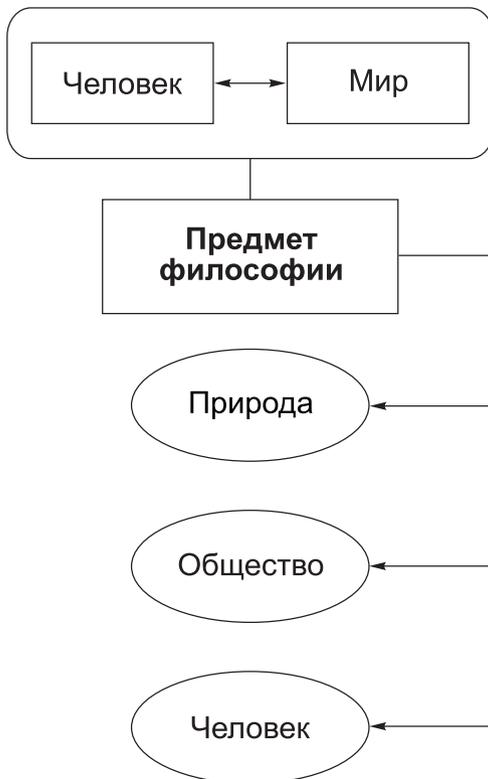 Человек
Мир
Предмет
философии
Природа
Общество
Человек